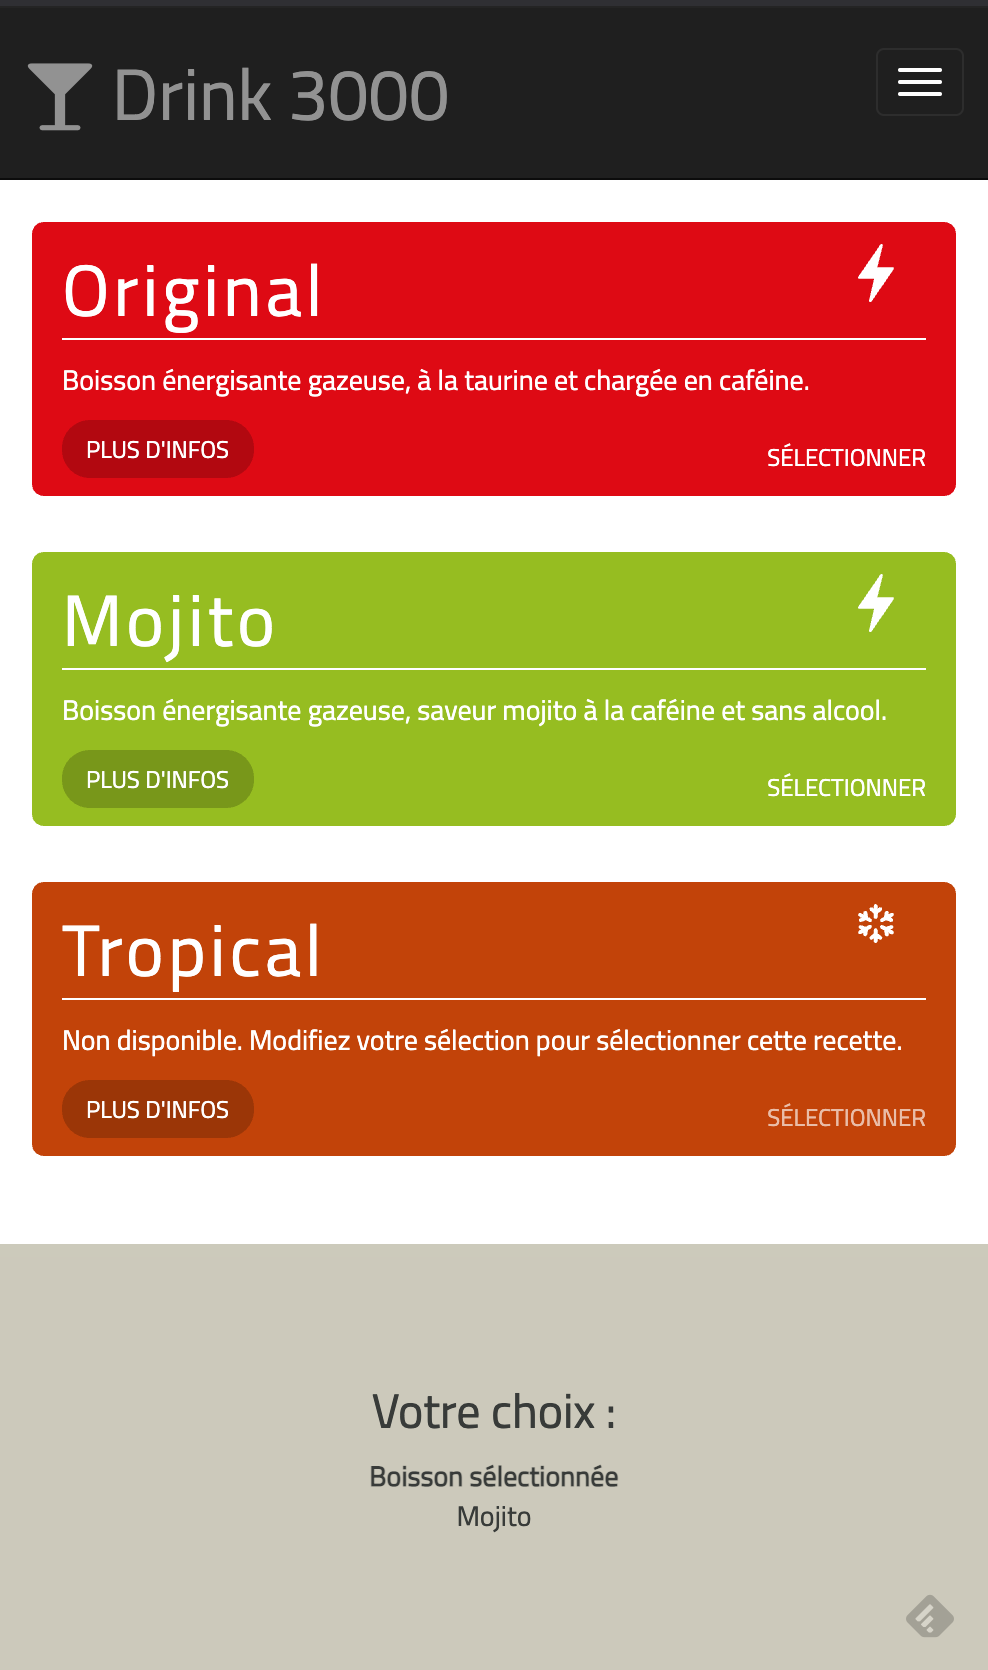 Drink 3000
Original
Boisson énergisante gazeuse, à la taurine et chargée en caféine.
PLUS D'INFOS
SÉLECTIONNER
Mojito
Boisson énergisante gazeuse, saveur mojito à la caféine et sans alcool.
PLUS D'INFOS
SÉLECTIONNER
Tropical
Non disponible. Modifiez votre sélection pour sélectionner cette recette.
PLUS D'INFOS
SÉLECTIONNER
Votre choix :
Boisson sélectionnée
Mojito